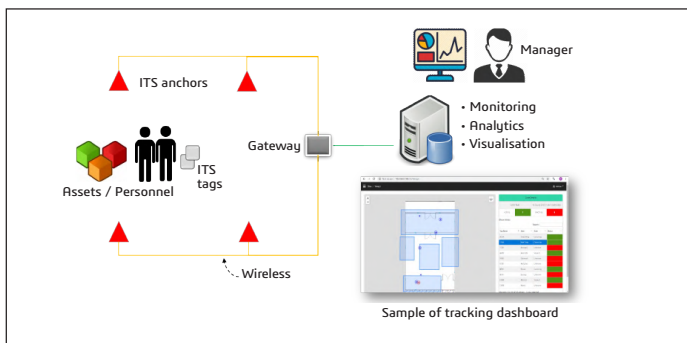 Manager
ITS anchors
• Monitoring
• Analytics
• Visualisation
Gateway
ITS
tags
Assets / Personnel
Wireless
Sample of tracking dashboard